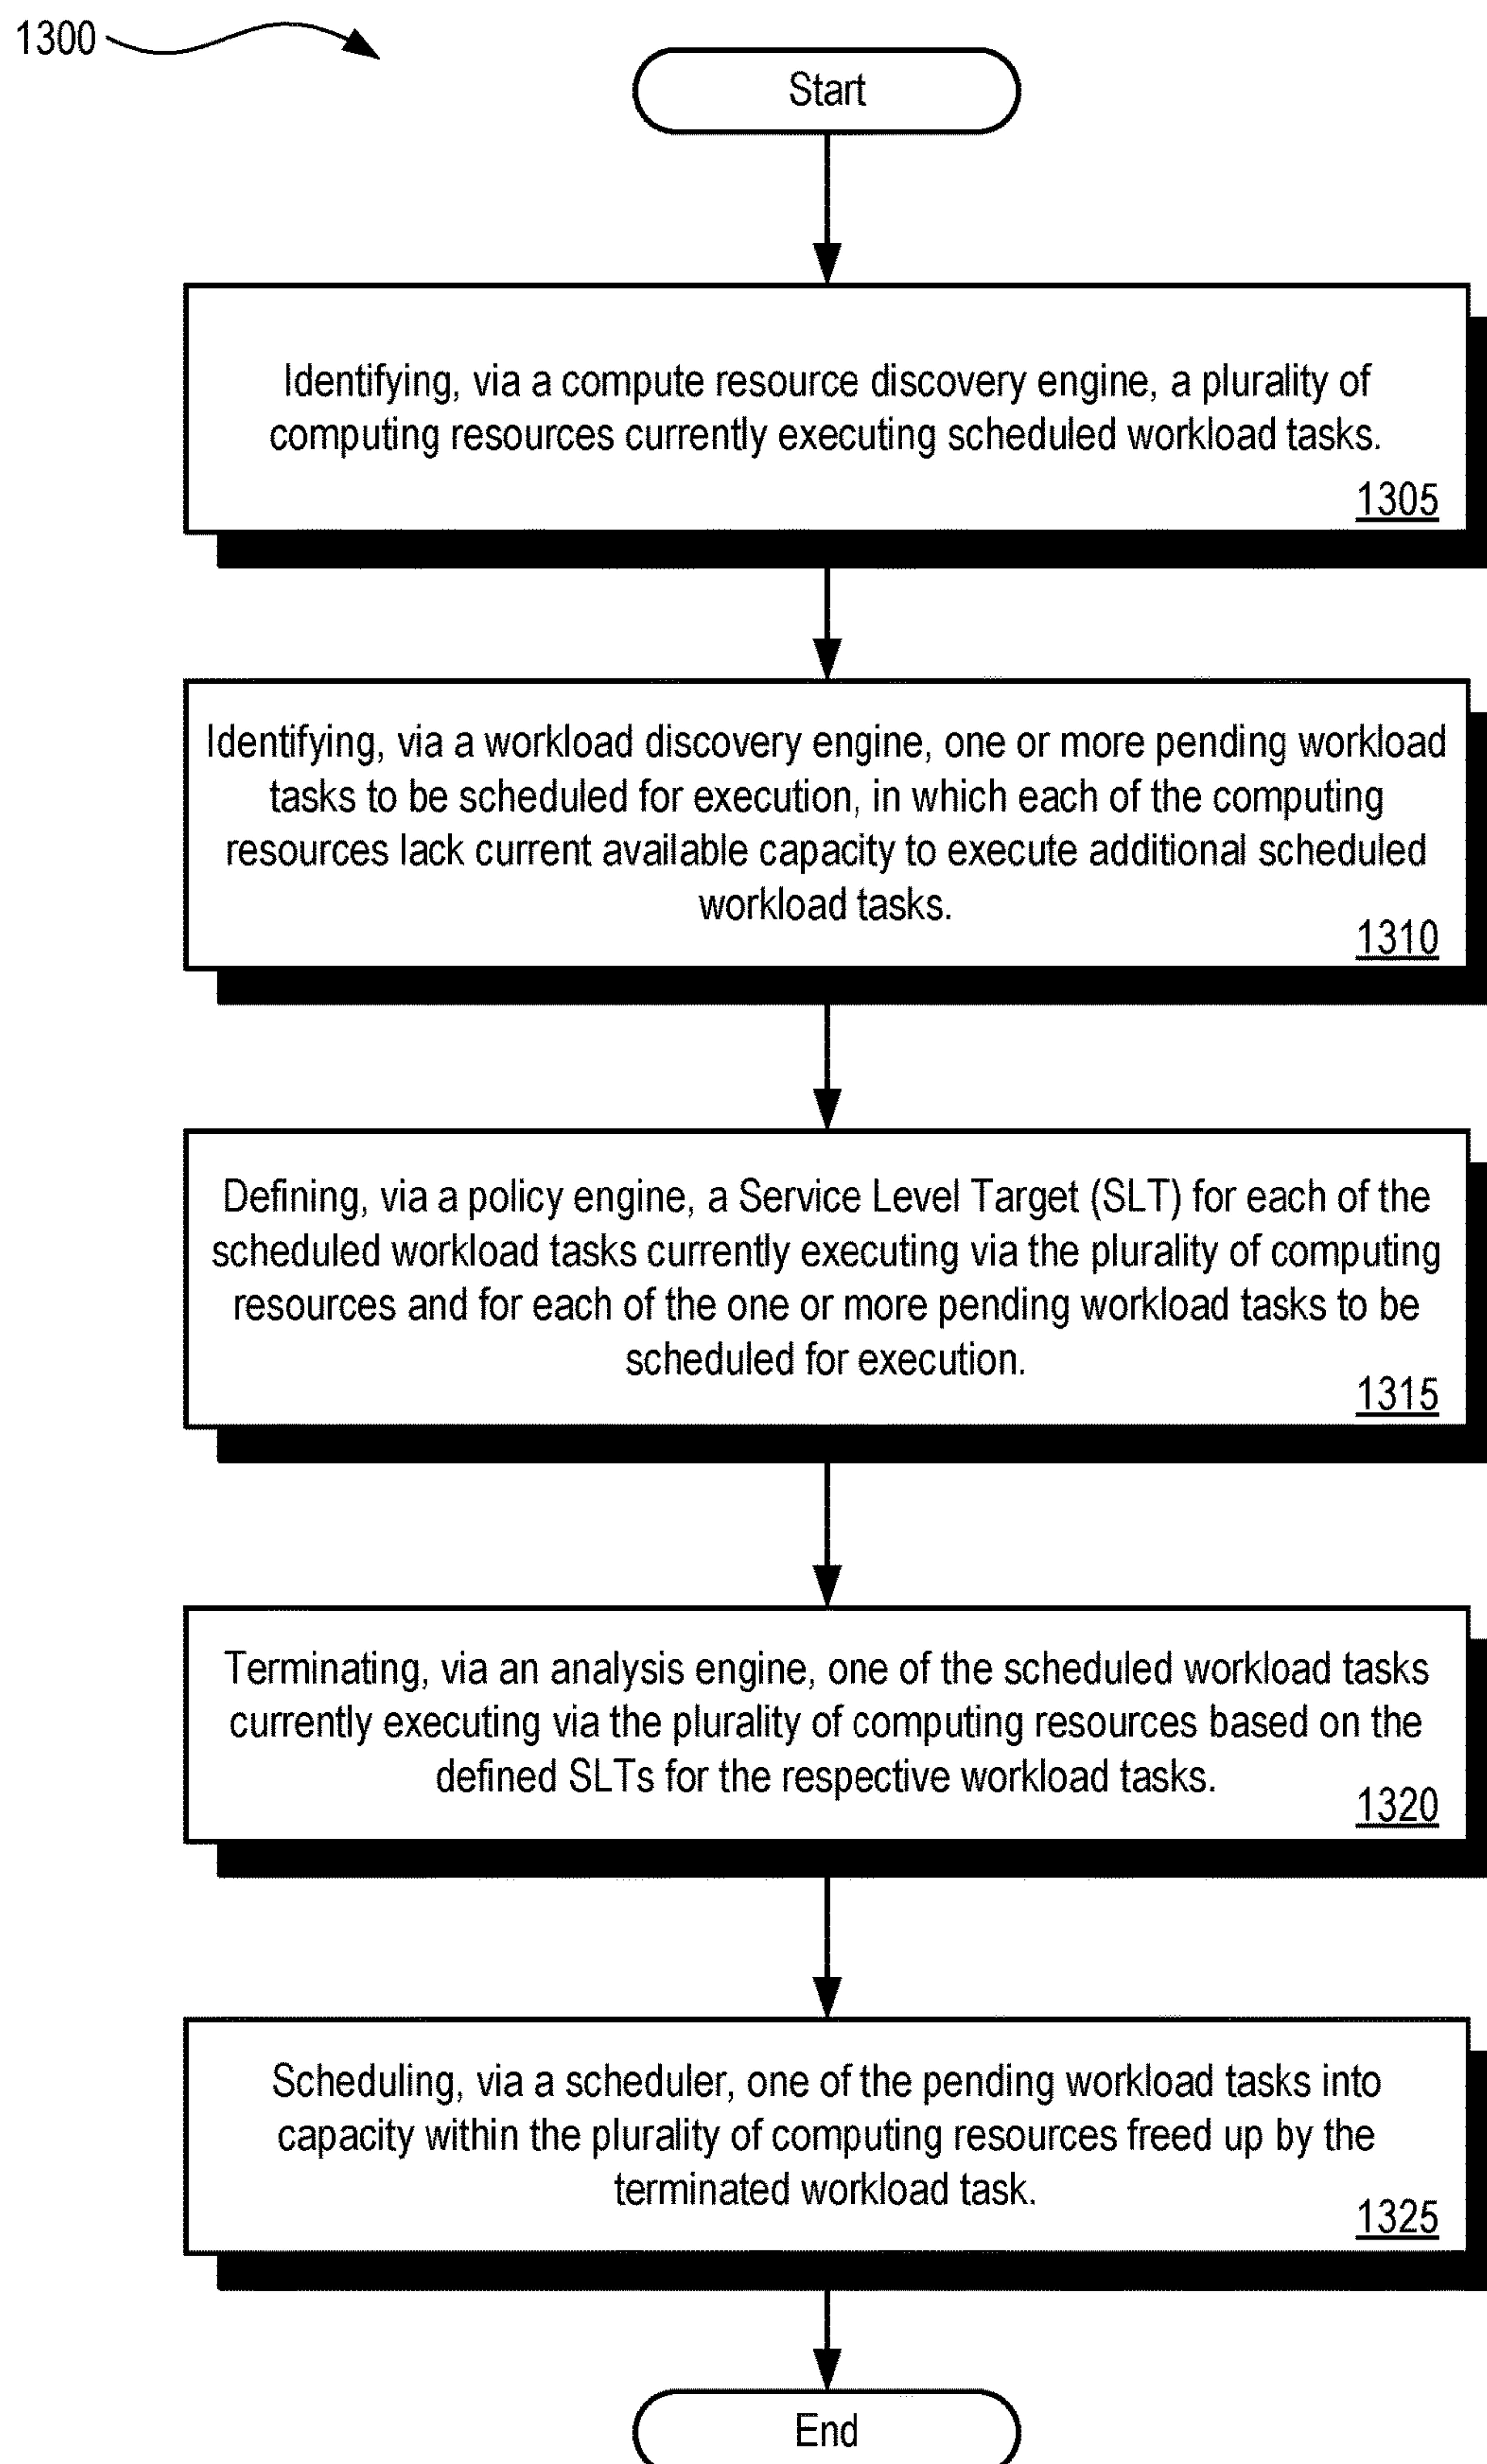 1300
Start
Identifying, via a compute resource discovery engine, a plurality of
computing resources currently executing scheduled workload tasks.
1305
Identifying, via a workload discovery engine, one or more pending workload
tasks to be scheduled for execution, in which each of the computing
resources lack current available capacity to execute additional scheduled
workload tasks.
1310
Defining, via a policy engine, a Service Level Target (SLT) for each of the
scheduled workload tasks currently executing via the plurality of computing
resources and for each of the one or more pending workload tasks to be
scheduled for execution.
1315
Terminating, via an analysis engine, one of the scheduled workload tasks
currently executing via the plurality of computing resources based on the
defined SLTs for the respective workload tasks.
1320
Scheduling, via a scheduler, one of the pending workload tasks into
capacity within the plurality of computing resources freed up by the
terminated workload task.
1325
End